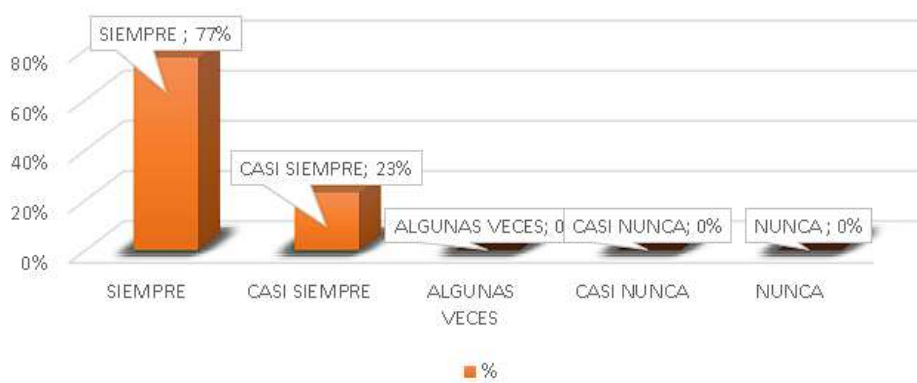 SIEMPRE ; 77%
80%
60%
CASI SIEMPRE; 23%
40%
ALGUNAS VECES; 0
CASI NUNCA; 0%
NUNCA ; 0%
20%
0%
SIEMPRE
CASI SIEMPRE
ALGUNAS
VECES
CASI NUNCA
NUNCA
%